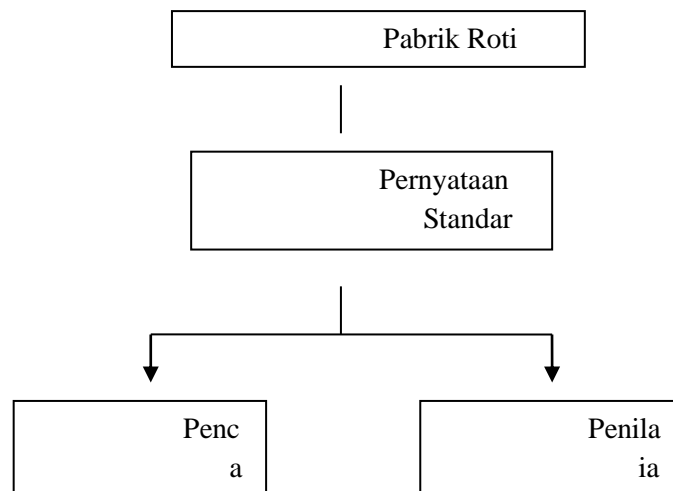 Pabrik Roti
Pernyataan
Standar
Penc
a
Penila
ia